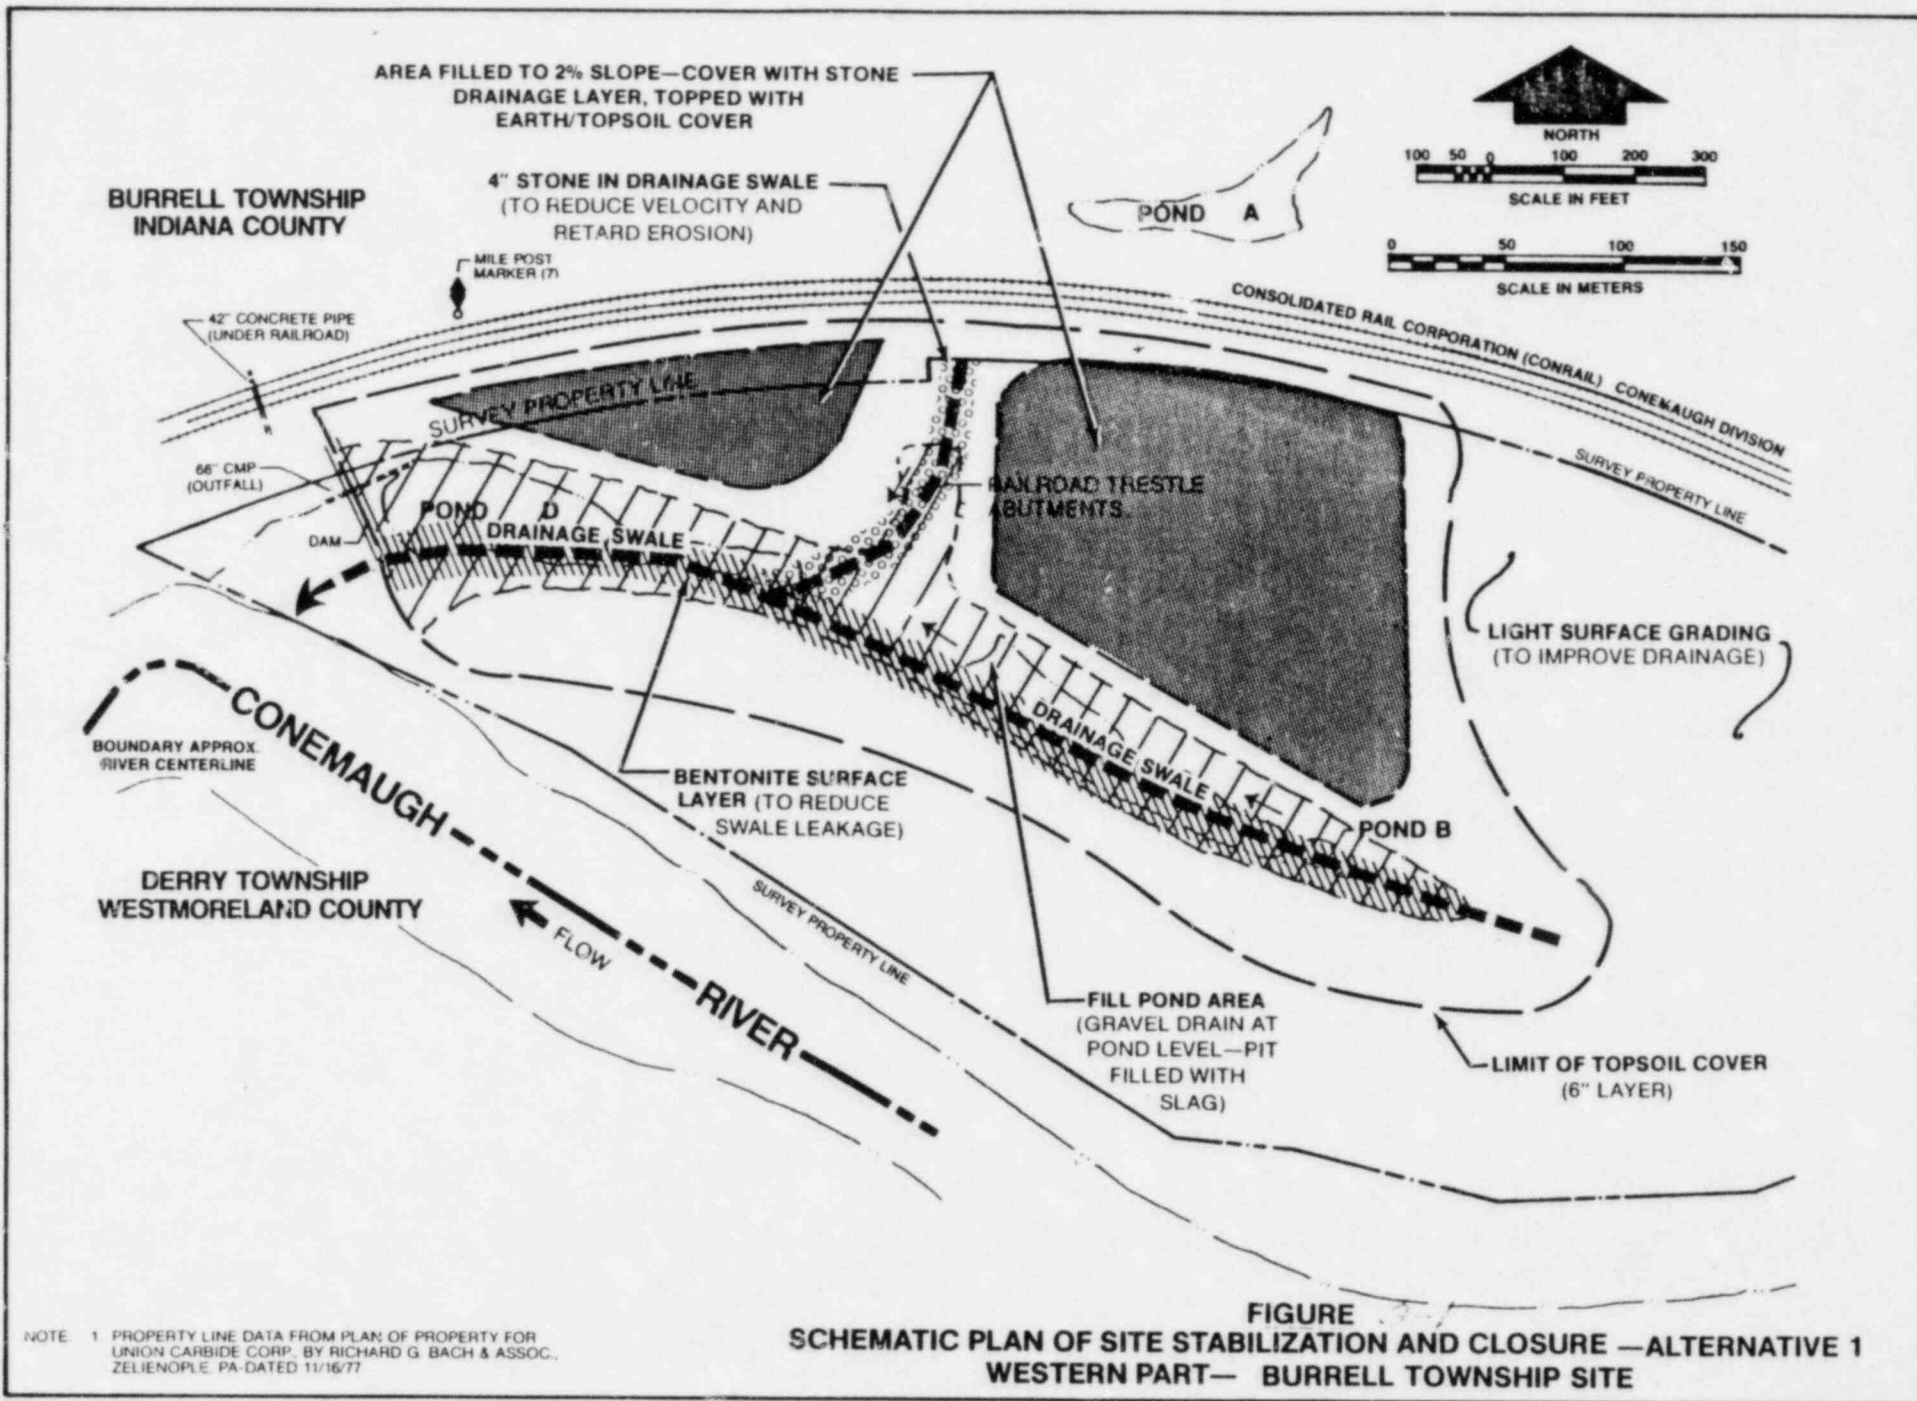 AREA FILLED TO 2% SLOPE—COVER WITH STONE
DRAINAGE LAYER, TOPPED WITH
EARTH/TOPSOIL COVER
NORTH
100 50 0 100 200 300
SCALE IN FEET
0 50 100 150
SCALE IN METERS
4" STONE IN DRAINAGE SWALE
(TO REDUCE VELOCITY AND
RETARD EROSION)
POND A
BURRELL TOWNSHIP
INDIANA COUNTY
MILE POST
MARKER (7)
42" CONCRETE PIPE
(UNDER RAILROAD)
CONSOLIDATED RAIL CORPORATION (CONRAIL) CONEMAUGH DIVISION
SURVEY PROPERTY LINE
SURVEY PROPERTY LINE
66" CMP
(OUTFALL)
RAILROAD TRESTLE
ABUTMENTS
POND D
DRAINAGE SWALE
DAM
LIGHT SURFACE GRADING
(TO IMPROVE DRAINAGE)
DRAINAGE SWALE
BENTONITE SURFACE
LAYER (TO REDUCE
SWALE LEAKAGE)
BOUNDARY APPROX.
RIVER CENTERLINE
CONEMAUGH
RIVER
POND B
DERRY TOWNSHIP
WESTMORELAND COUNTY
FLOW
SURVEY PROPERTY LINE
FILL POND AREA
(GRAVEL DRAIN AT
POND LEVEL—PIT
FILLED WITH
SLAG)
LIMIT OF TOPSOIL COVER
(6" LAYER)
NOTE 1 PROPERTY LINE DATA FROM PLAN OF PROPERTY FOR
UNION CARBIDE CORP., BY RICHARD G. BACH & ASSOC.,
ZELIENOPLE, PA-DATED 11/16/77
FIGURE
SCHEMATIC PLAN OF SITE STABILIZATION AND CLOSURE —ALTERNATIVE 1
WESTERN PART— BURRELL TOWNSHIP SITE